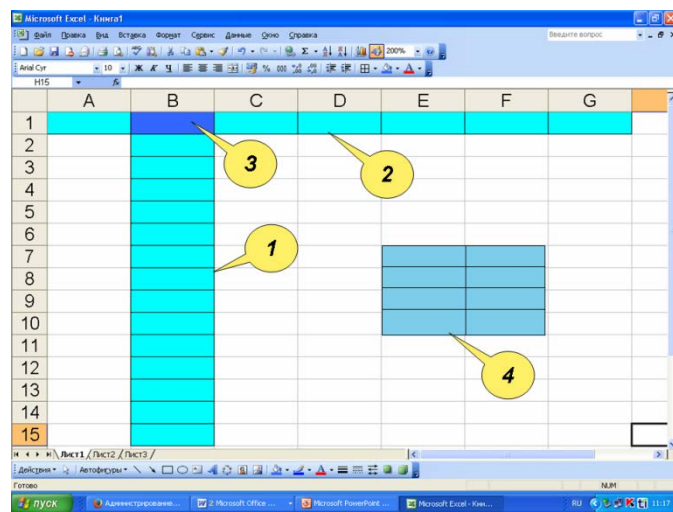 Microsoft Excel - Книга1
Файл Правка Вид Вставка Формат Сервис Данные Окно Справка
Введите вопрос
200%
Arial Cyr 10 Ж К Ч
H15 fx
A B C D E F G
1
2
3
4
5
6
7
8
9
10
11
12
13
14
15
3
2
1
4
Лист1 Лист2 Лист3
Действия Автофигуры
Готово NUM
пуск Администрирование... 2 Microsoft Office ... Microsoft PowerPoint ... Microsoft Excel - Кни... RU 11:17